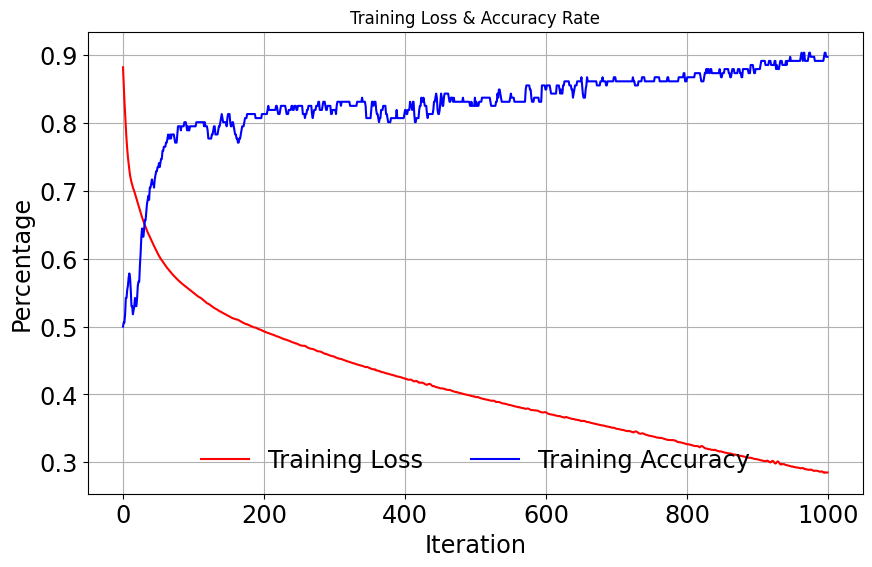 Training Loss & Accuracy Rate
Percentage
0.9
0.8
0.7
0.6
0.5
0.4
0.3
Training Loss
Training Accuracy
0 200 400 600 800 1000
Iteration